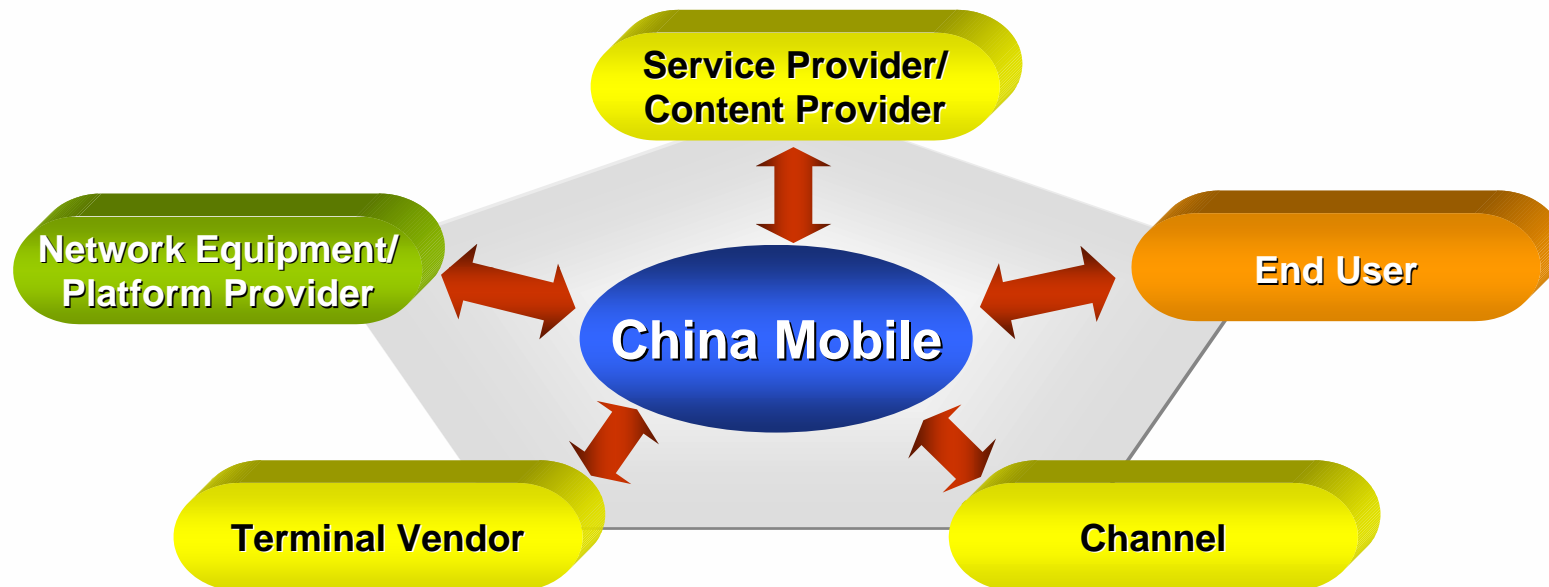 Service Provider/
Content Provider
Network Equipment/
Platform Provider
End User
China Mobile
Terminal Vendor
Channel